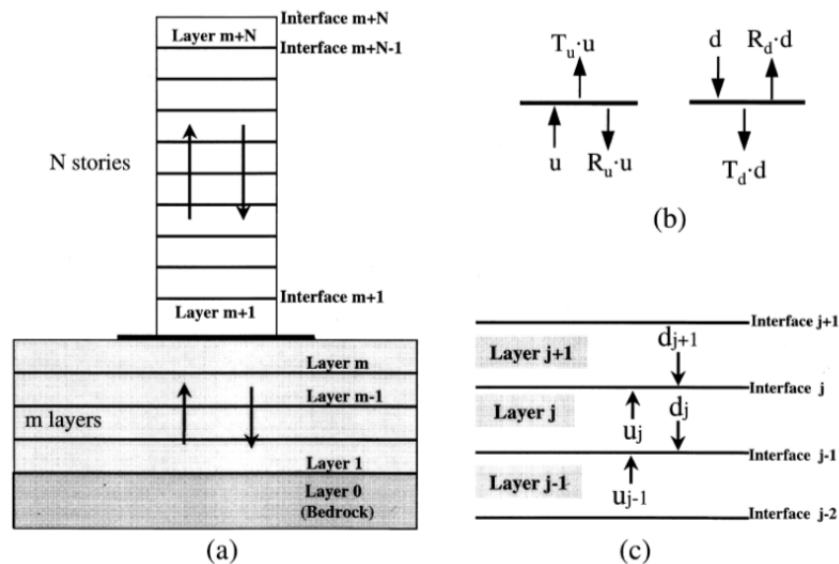 Interface m+N
Layer m+N
Interface m+N-1
N stories
Interface m+1
Layer m+1
Layer m
Layer m-1
m layers
Layer 1
Layer 0
(Bedrock)
(a)
Tu·u
d
Rd·d
u
Ru·u
Td·d
(b)
Interface j+1
Layer j+1
dj+1
Interface j
Layer j
uj
dj
Interface j-1
Layer j-1
uj-1
Interface j-2
(c)